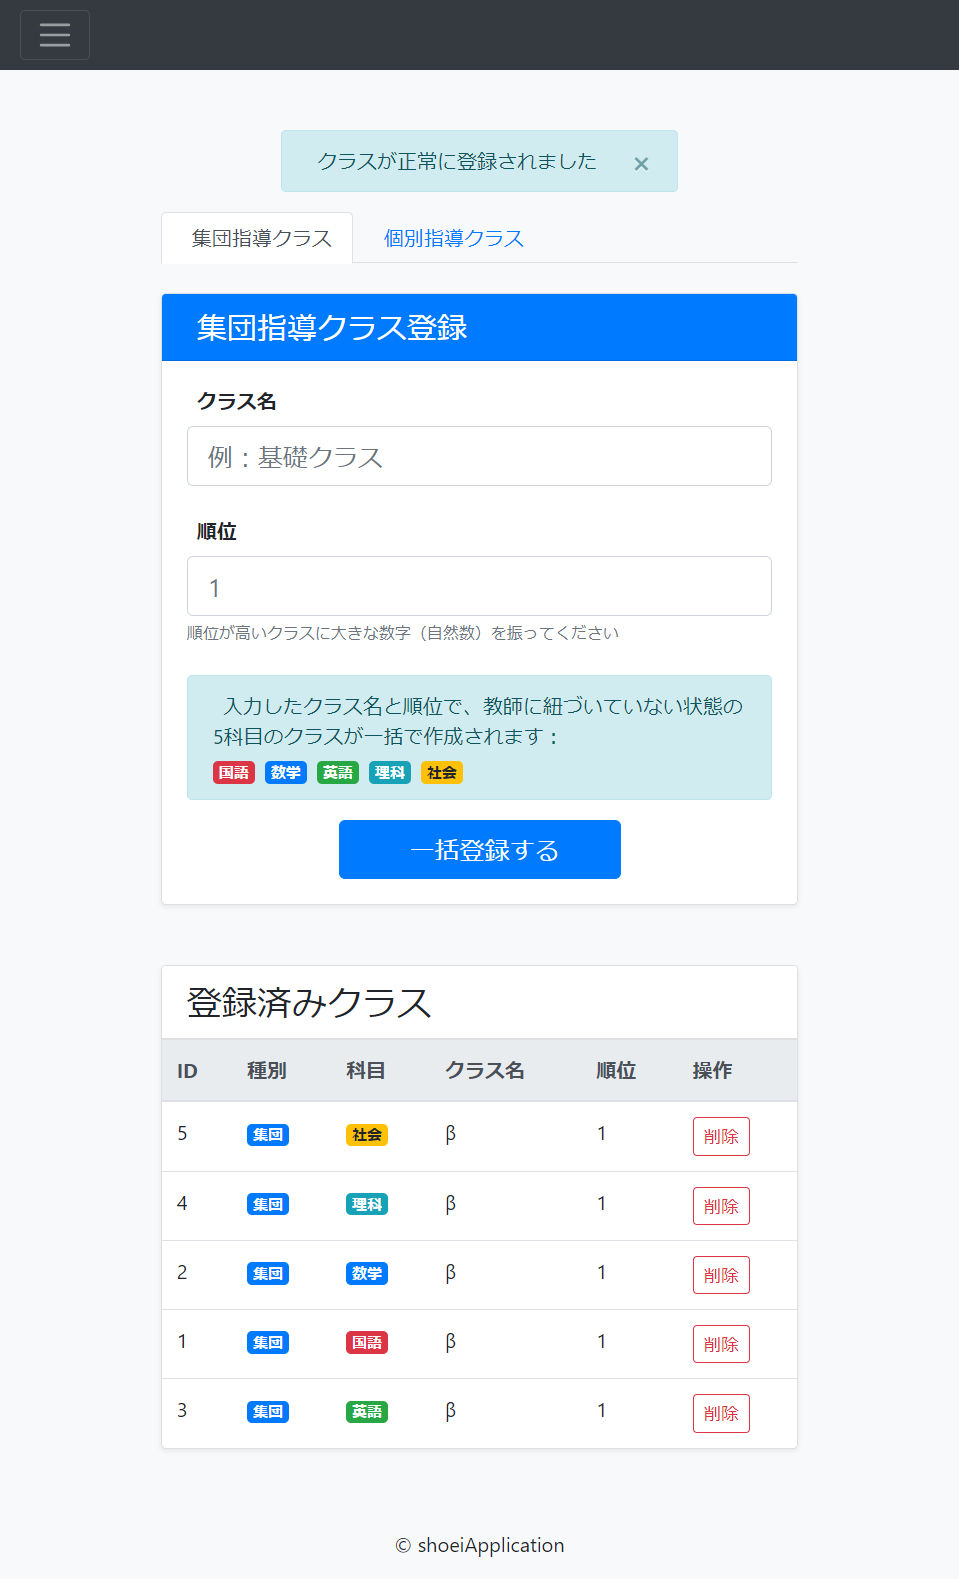 クラスが正常に登録されました ×
集団指導クラス 個別指導クラス
集団指導クラス登録
クラス名
例：基礎クラス
順位
1
順位が高いクラスに大きな数字（自然数）を振ってください
入力したクラス名と順位で、教師に紐づいていない状態の
5科目のクラスが一括で作成されます：
国語 数学 英語 理科 社会
一括登録する
登録済みクラス
ID 種別 科目 クラス名 順位 操作
5 集団 社会 β 1 削除
4 集団 理科 β 1 削除
2 集団 数学 β 1 削除
1 集団 国語 β 1 削除
3 集団 英語 β 1 削除
© shoeiApplication